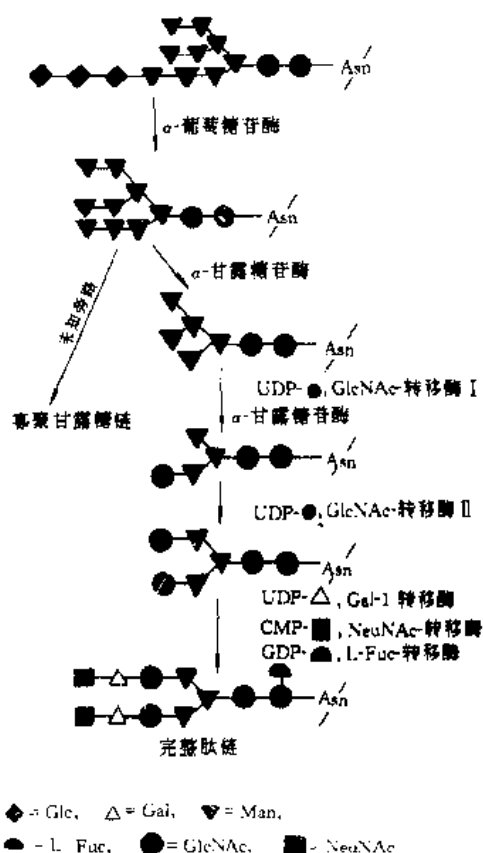 Asn
α-葡萄糖苷酶
Asn
α-甘露糖苷酶
未知旁路
Asn
UDP-●, GlcNAc-转移酶 I
寡聚甘露糖链
α-甘露糖苷酶
Asn
UDP-●, GlcNAc-转移酶 II
Asn
UDP-△, Gal-1 转移酶
CMP-■, NeuNAc-转移酶
GDP-, L-Fuc-转移酶
Asn
完整肽链
◆ = Glc, △ = Gal, ▼ = Man,
- L Fuc, ● = GlcNAc, ■ - NeuNAc